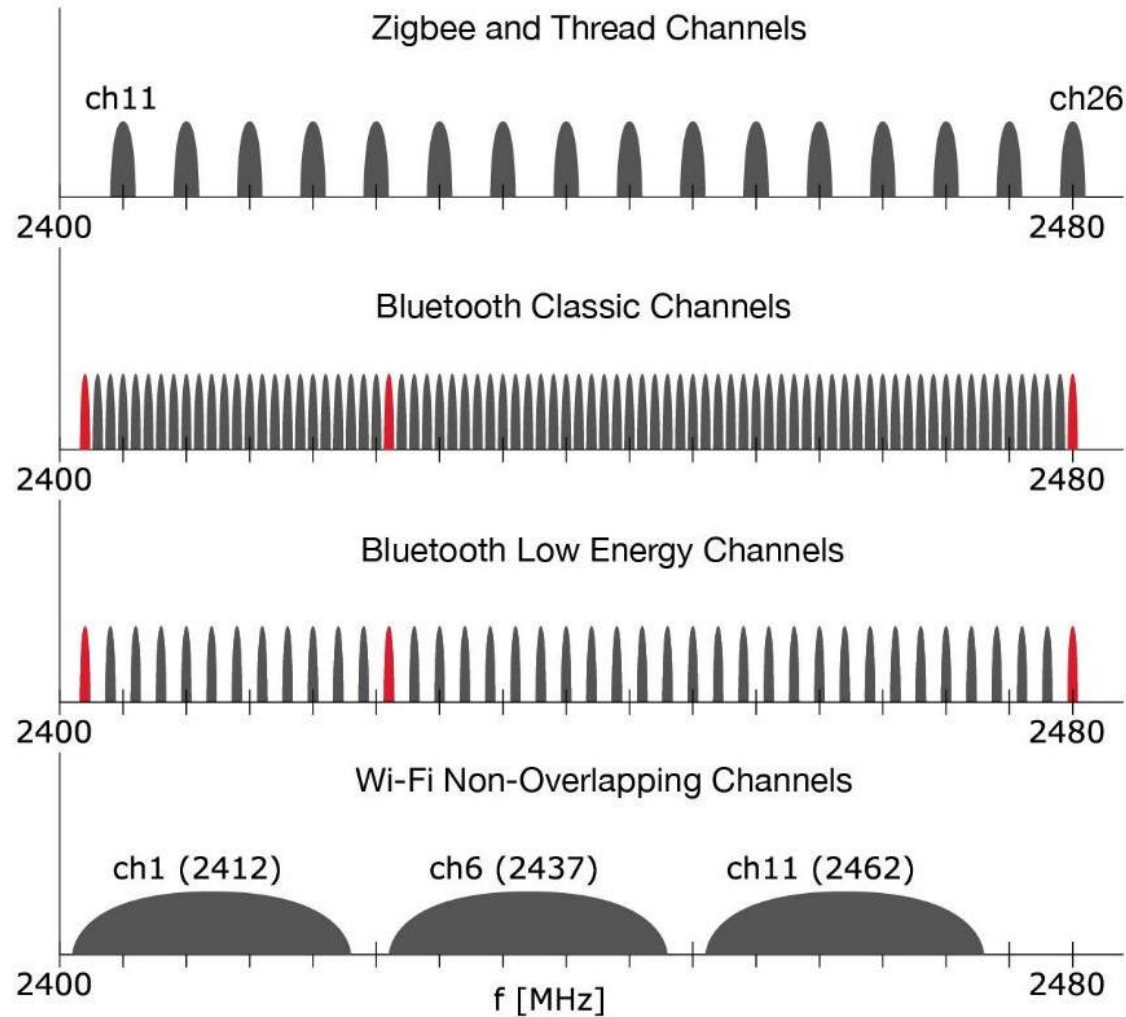 Zigbee and Thread Channels
ch11
ch26
2400
2480
Bluetooth Classic Channels
2400
2480
Bluetooth Low Energy Channels
2400
2480
Wi-Fi Non-Overlapping Channels
ch1 (2412)
ch6 (2437)
ch11 (2462)
2400
2480
f [MHz]